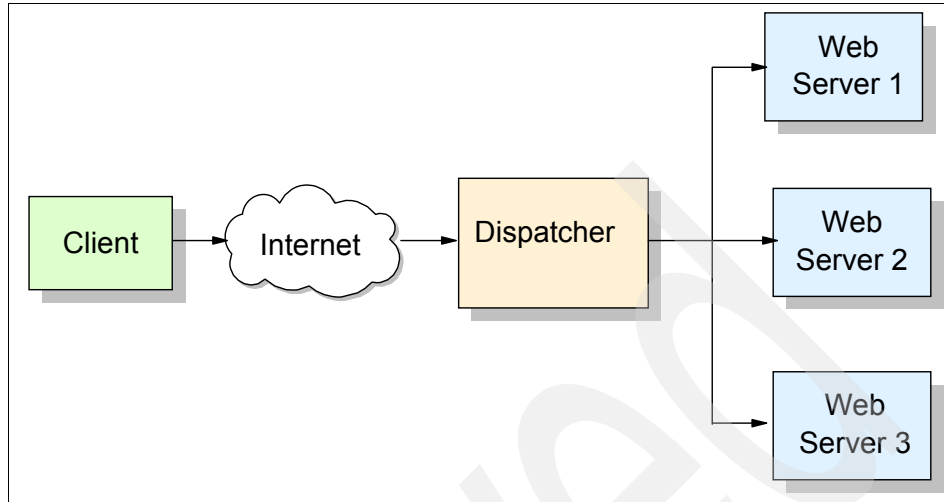 Web
Server 1
Client
Internet
Dispatcher
Web
Server 2
Web
Server 3